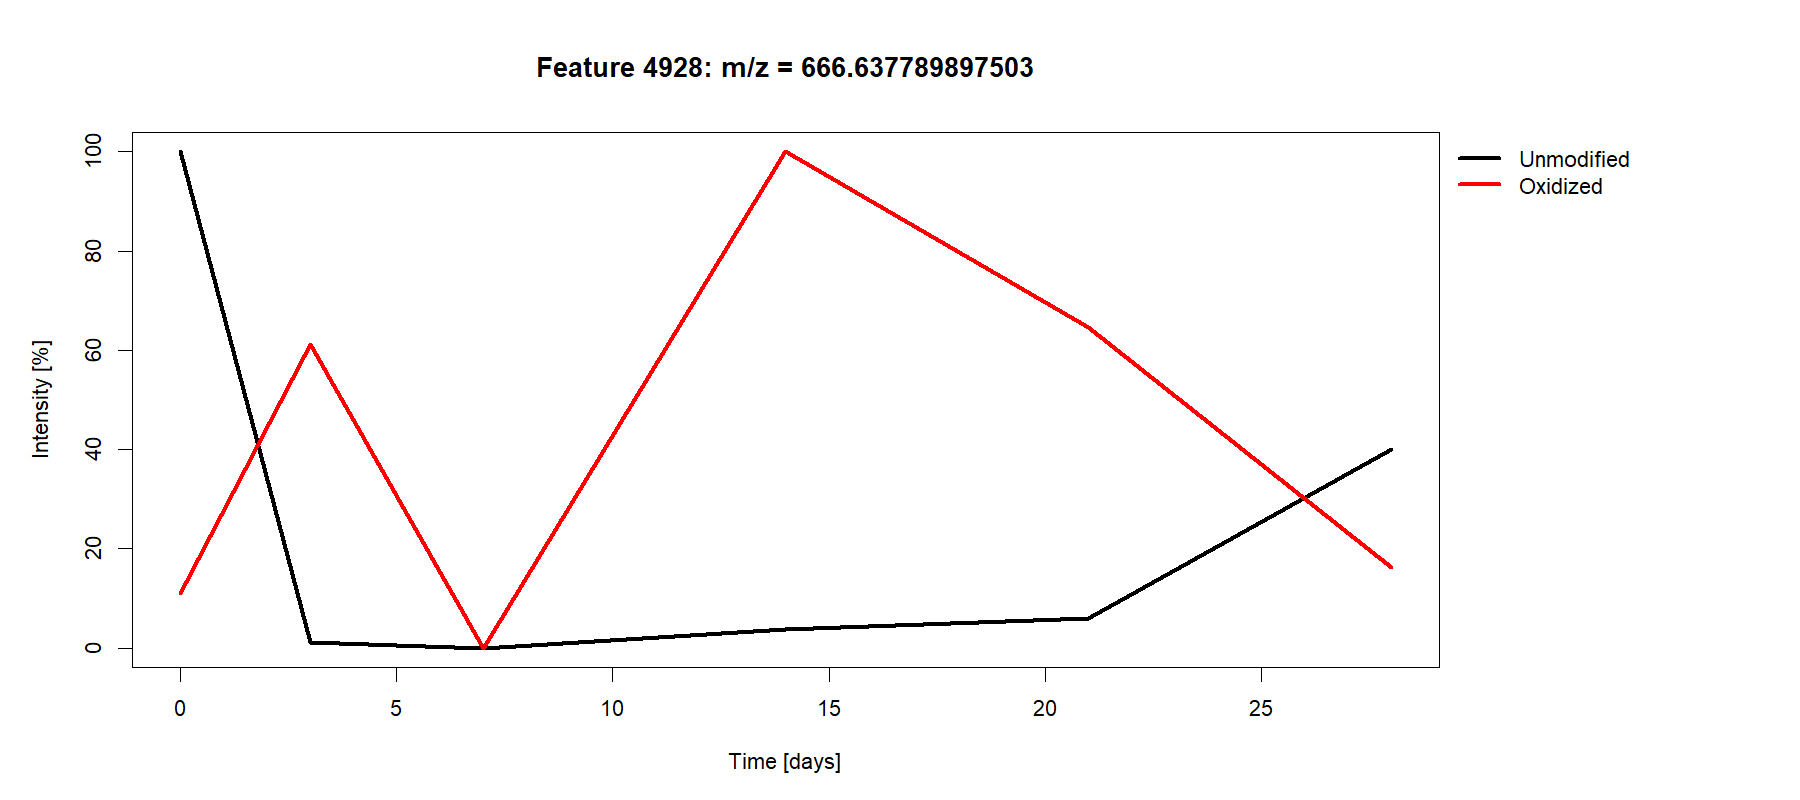 Feature 4928: m/z = 666.637789897503
Unmodified
Oxidized
100
80
60
40
20
0
Intensity [%]
0 5 10 15 20 25
Time [days]